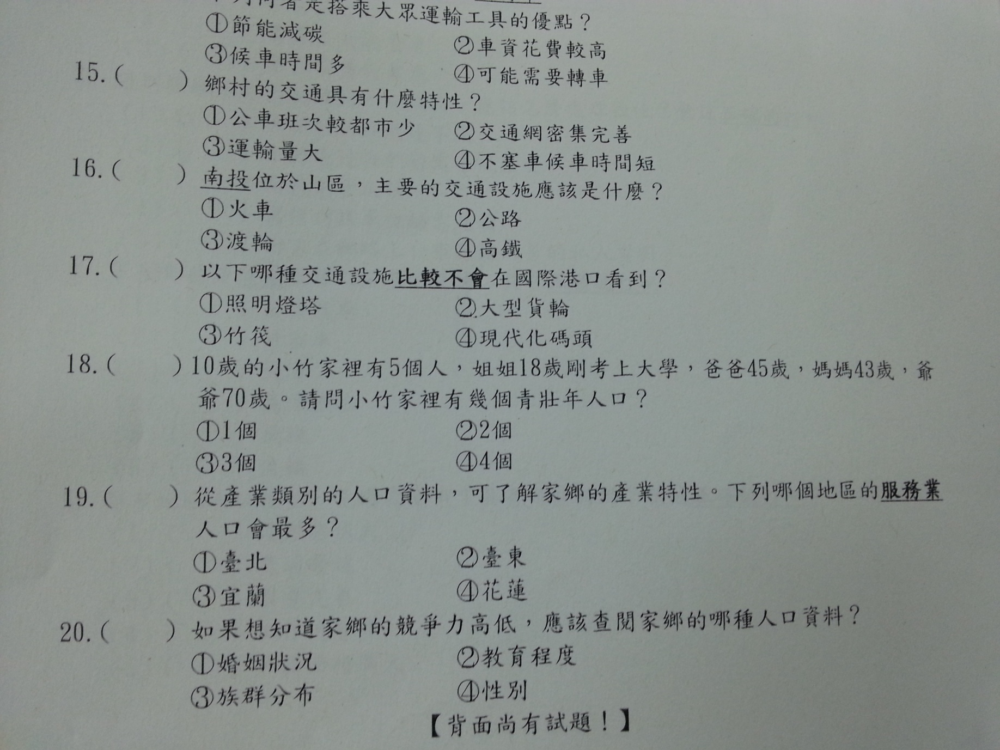 下列何者是搭乘大眾運輸工具的優點？
①節能減碳 ②車資花費較高
③候車時間多 ④可能需要轉車
15.( ) 鄉村的交通具有什麼特性？
①公車班次較都市少 ②交通網密集完善
③運輸量大 ④不塞車候車時間短
16.( ) 南投位於山區，主要的交通設施應該是什麼？
①火車 ②公路
③渡輪 ④高鐵
17.( ) 以下哪種交通設施比較不會在國際港口看到？
①照明燈塔 ②大型貨輪
③竹筏 ④現代化碼頭
18.( )10歲的小竹家裡有5個人，姐姐18歲剛考上大學，爸爸45歲，媽媽43歲，爺
爺70歲。請問小竹家裡有幾個青壯年人口？
①1個 ②2個
③3個 ④4個
19.( ) 從產業類別的人口資料，可了解家鄉的產業特性。下列哪個地區的服務業
人口會最多？
①臺北 ②臺東
③宜蘭 ④花蓮
20.( ) 如果想知道家鄉的競爭力高低，應該查閱家鄉的哪種人口資料？
①婚姻狀況 ②教育程度
③族群分布 ④性別
【背面尚有試題！】